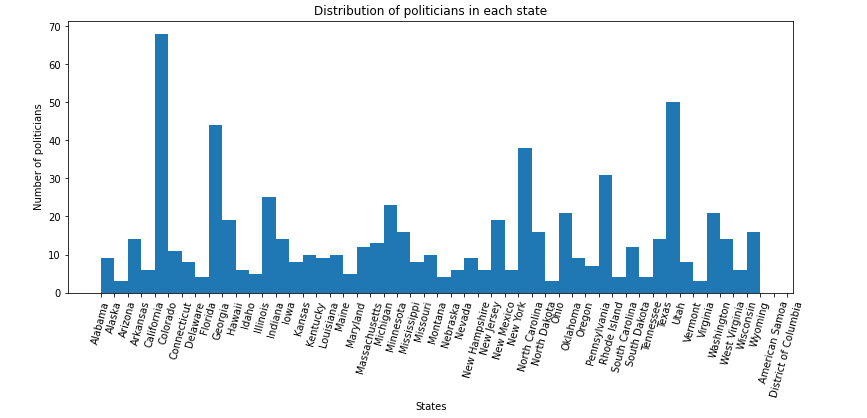 Distribution of politicians in each state
Number of politicians
70
60
50
40
30
20
10
0
Alabama
Alaska
Arizona
Arkansas
California
Colorado
Connecticut
Delaware
Florida
Georgia
Hawaii
Idaho
Illinois
Indiana
Iowa
Kansas
Kentucky
Louisiana
Maine
Maryland
Massachusetts
Michigan
Minnesota
Mississippi
Missouri
Montana
Nebraska
Nevada
New Hampshire
New Jersey
New Mexico
New York
North Carolina
North Dakota
Ohio
Oklahoma
Oregon
Pennsylvania
Rhode Island
South Carolina
South Dakota
Tennessee
Texas
Utah
Vermont
Virginia
Washington
West Virginia
Wisconsin
Wyoming
American Samoa
District of Columbia
States